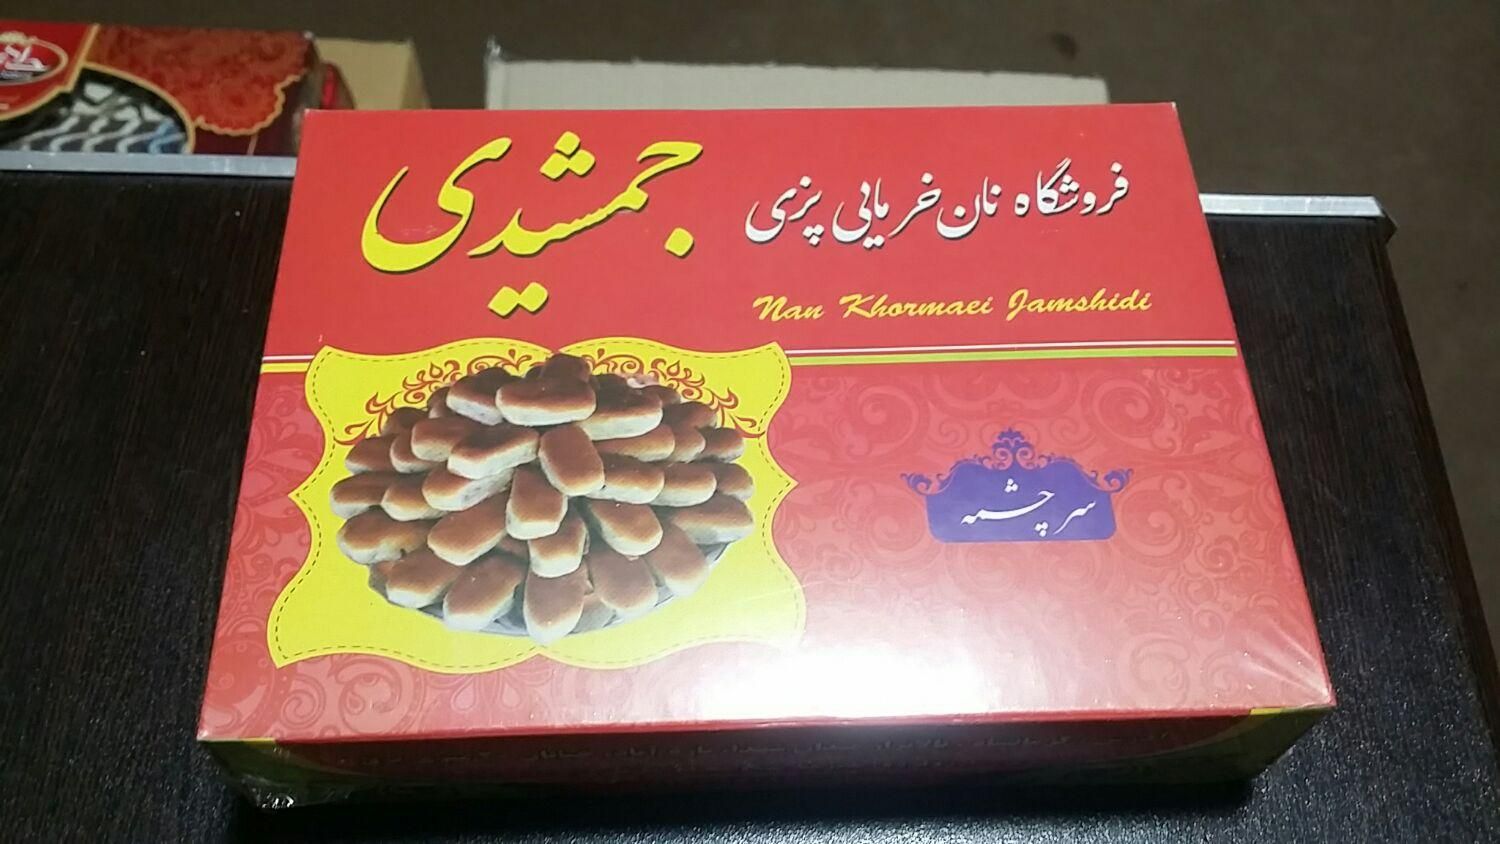 فروشگاه نان خرمایی پزی
جمشیدی
Nan Khormaei Jamshidi
سرچشمه